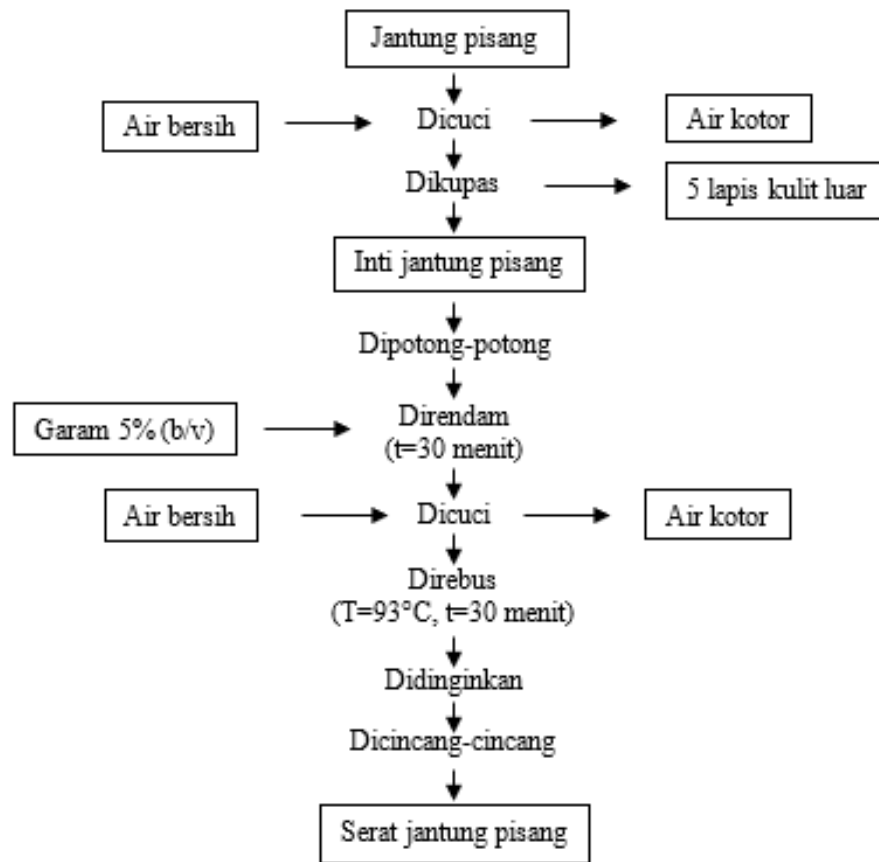 Jantung pisang
Air bersih
Dicuci
Air kotor
Dikupas
5 lapis kulit luar
Inti jantung pisang
Dipotong-potong
Garam 5% (b/v)
Direndam
(t=30 menit)
Air bersih
Dicuci
Air kotor
Direbus
(T=93°C, t=30 menit)
Didinginkan
Dicincang-cincang
Serat jantung pisang